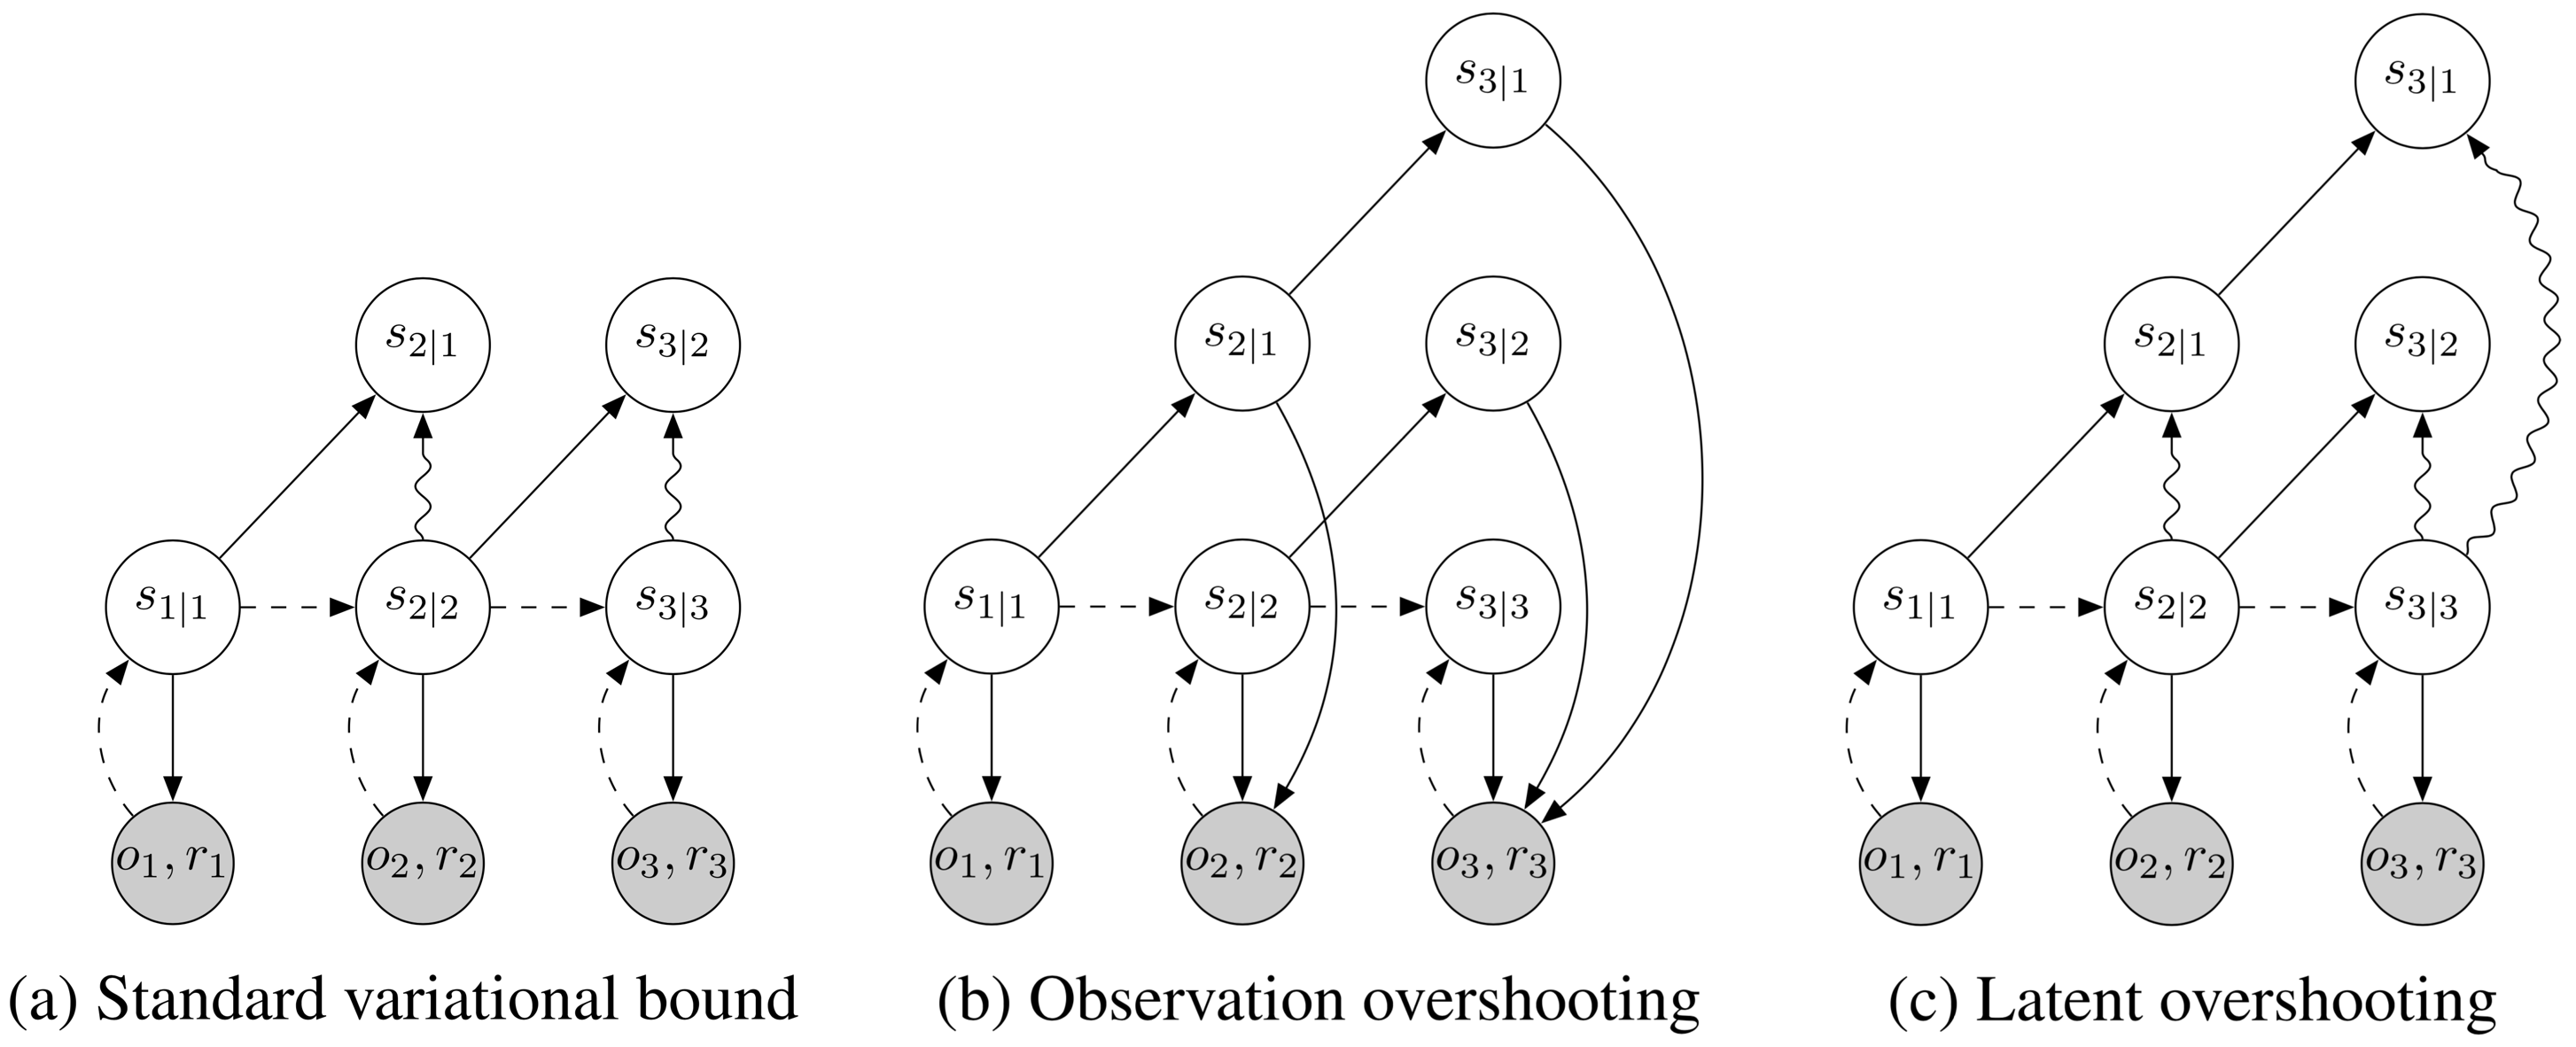 s3|1 s3|1
s2|1 s3|2 s2|1 s3|2 s2|1 s3|2
s1|1 s2|2 s3|3 s1|1 s2|2 s3|3 s1|1 s2|2 s3|3
o1, r1 o2, r2 o3, r3 o1, r1 o2, r2 o3, r3 o1, r1 o2, r2 o3, r3
(a) Standard variational bound (b) Observation overshooting (c) Latent overshooting